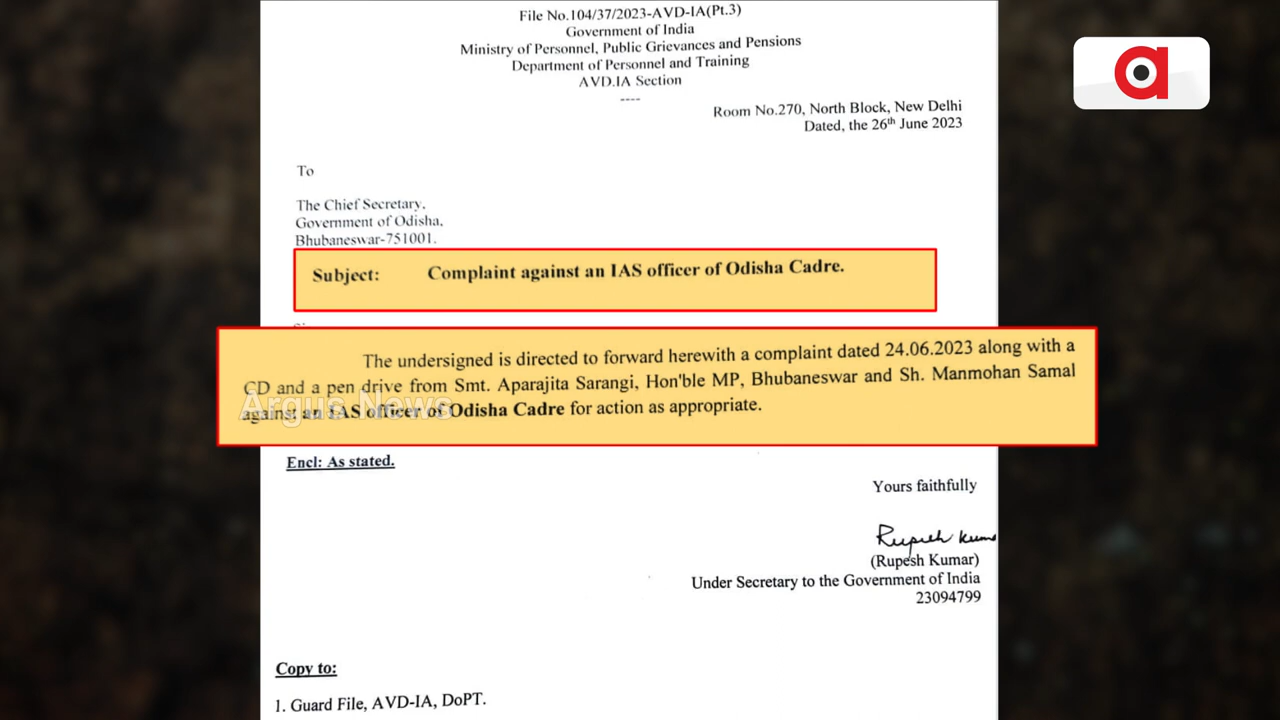 File No.104/37/2023-AVD-IA(Pt.3)
Government of India
Ministry of Personnel, Public Grievances and Pensions
Department of Personnel and Training
AVD.IA Section
----
Room No.270, North Block, New Delhi
Dated, the 26th June 2023
To
The Chief Secretary,
Government of Odisha,
Bhubaneswar-751001.
Subject: Complaint against an IAS officer of Odisha Cadre.
The undersigned is directed to forward herewith a complaint dated 24.06.2023 along with a
CD and a pen drive from Smt. Aparajita Sarangi, Hon'ble MP, Bhubaneswar and Sh. Manmohan Samal
against an IAS officer of Odisha Cadre for action as appropriate.
Argus News
Encl: As stated.
Yours faithfully
Rupesh Kumar
(Rupesh Kumar)
Under Secretary to the Government of India
23094799
Copy to:
1. Guard File, AVD-IA, DoPT.